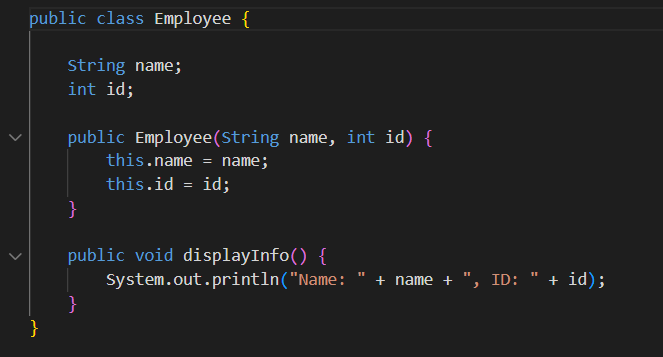 public class Employee {
String name;
int id;
public Employee(String name, int id) {
this.name = name;
this.id = id;
}
public void displayInfo() {
System.out.println("Name: " + name + ", ID: " + id);
}
}